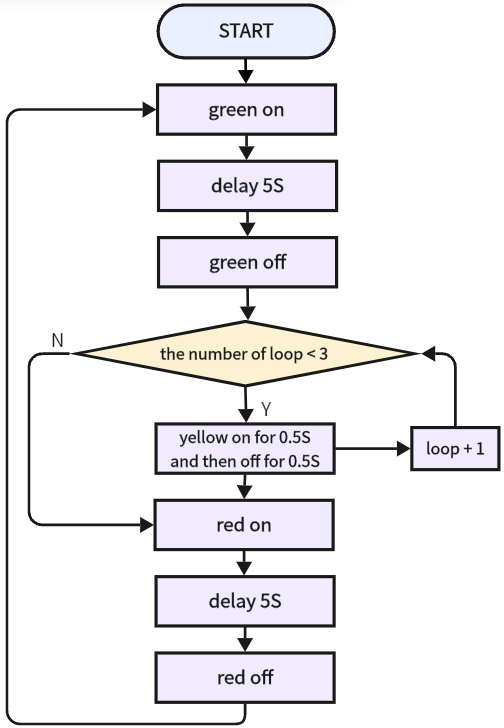 START
green on
delay 5S
green off
N
the number of loop < 3
Y
yellow on for 0.5S
and then off for 0.5S
loop + 1
red on
delay 5S
red off